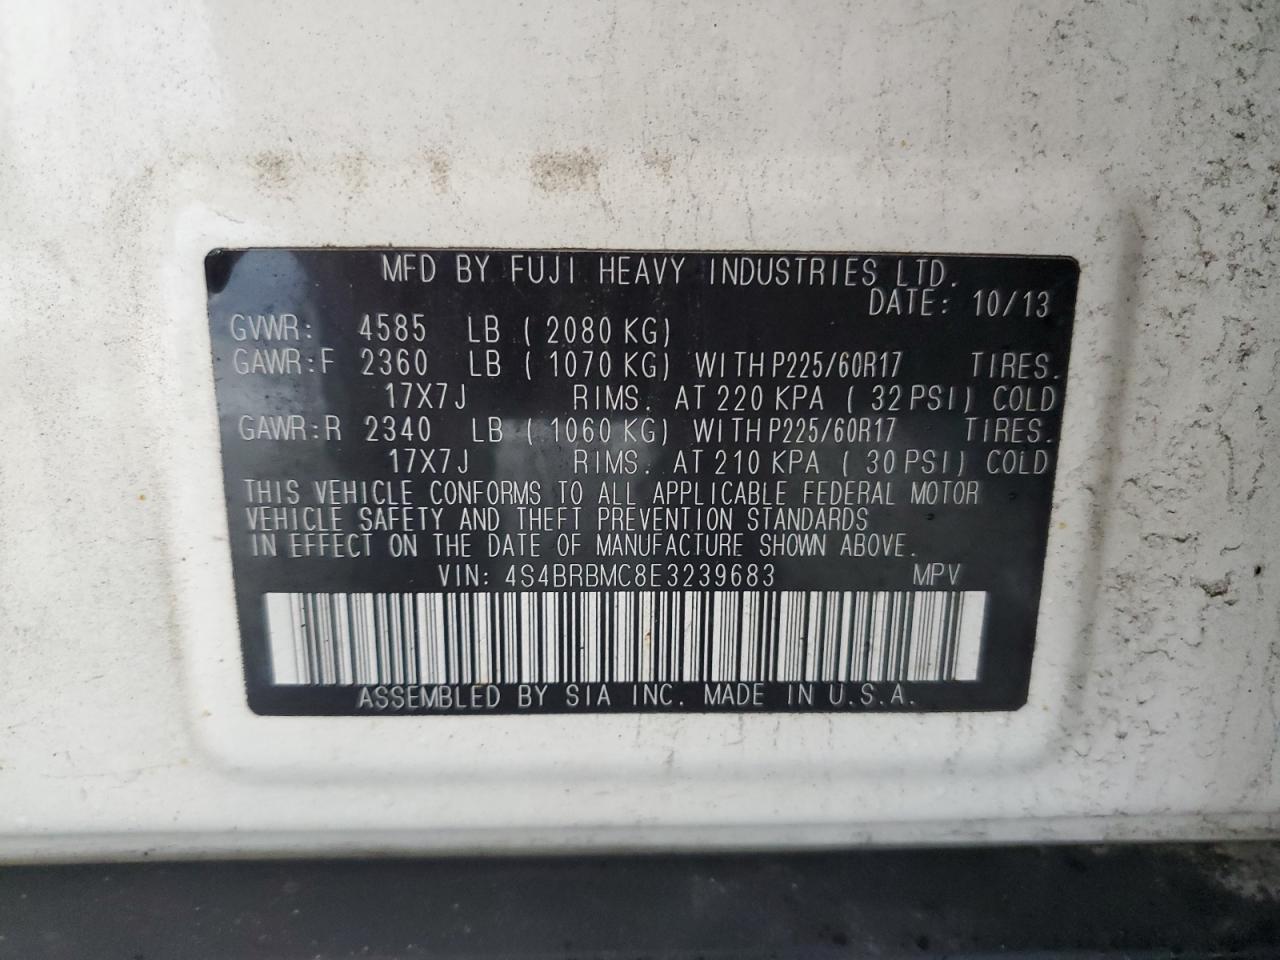 MFD BY FUJI HEAVY INDUSTRIES LTD.
DATE: 10/13
GVWR: 4585 LB ( 2080 KG)
GAWR:F 2360 LB ( 1070 KG) WITH P225/60R17 TIRES.
17X7J RIMS. AT 220 KPA ( 32 PSI) COLD
GAWR:R 2340 LB ( 1060 KG) WITH P225/60R17 TIRES.
17X7J RIMS. AT 210 KPA ( 30 PSI) COLD
THIS VEHICLE CONFORMS TO ALL APPLICABLE FEDERAL MOTOR
VEHICLE SAFETY AND THEFT PREVENTION STANDARDS
IN EFFECT ON THE DATE OF MANUFACTURE SHOWN ABOVE.
VIN: 4S4BRBMC8E3239683 MPV
ASSEMBLED BY SIA INC. MADE IN U.S.A.